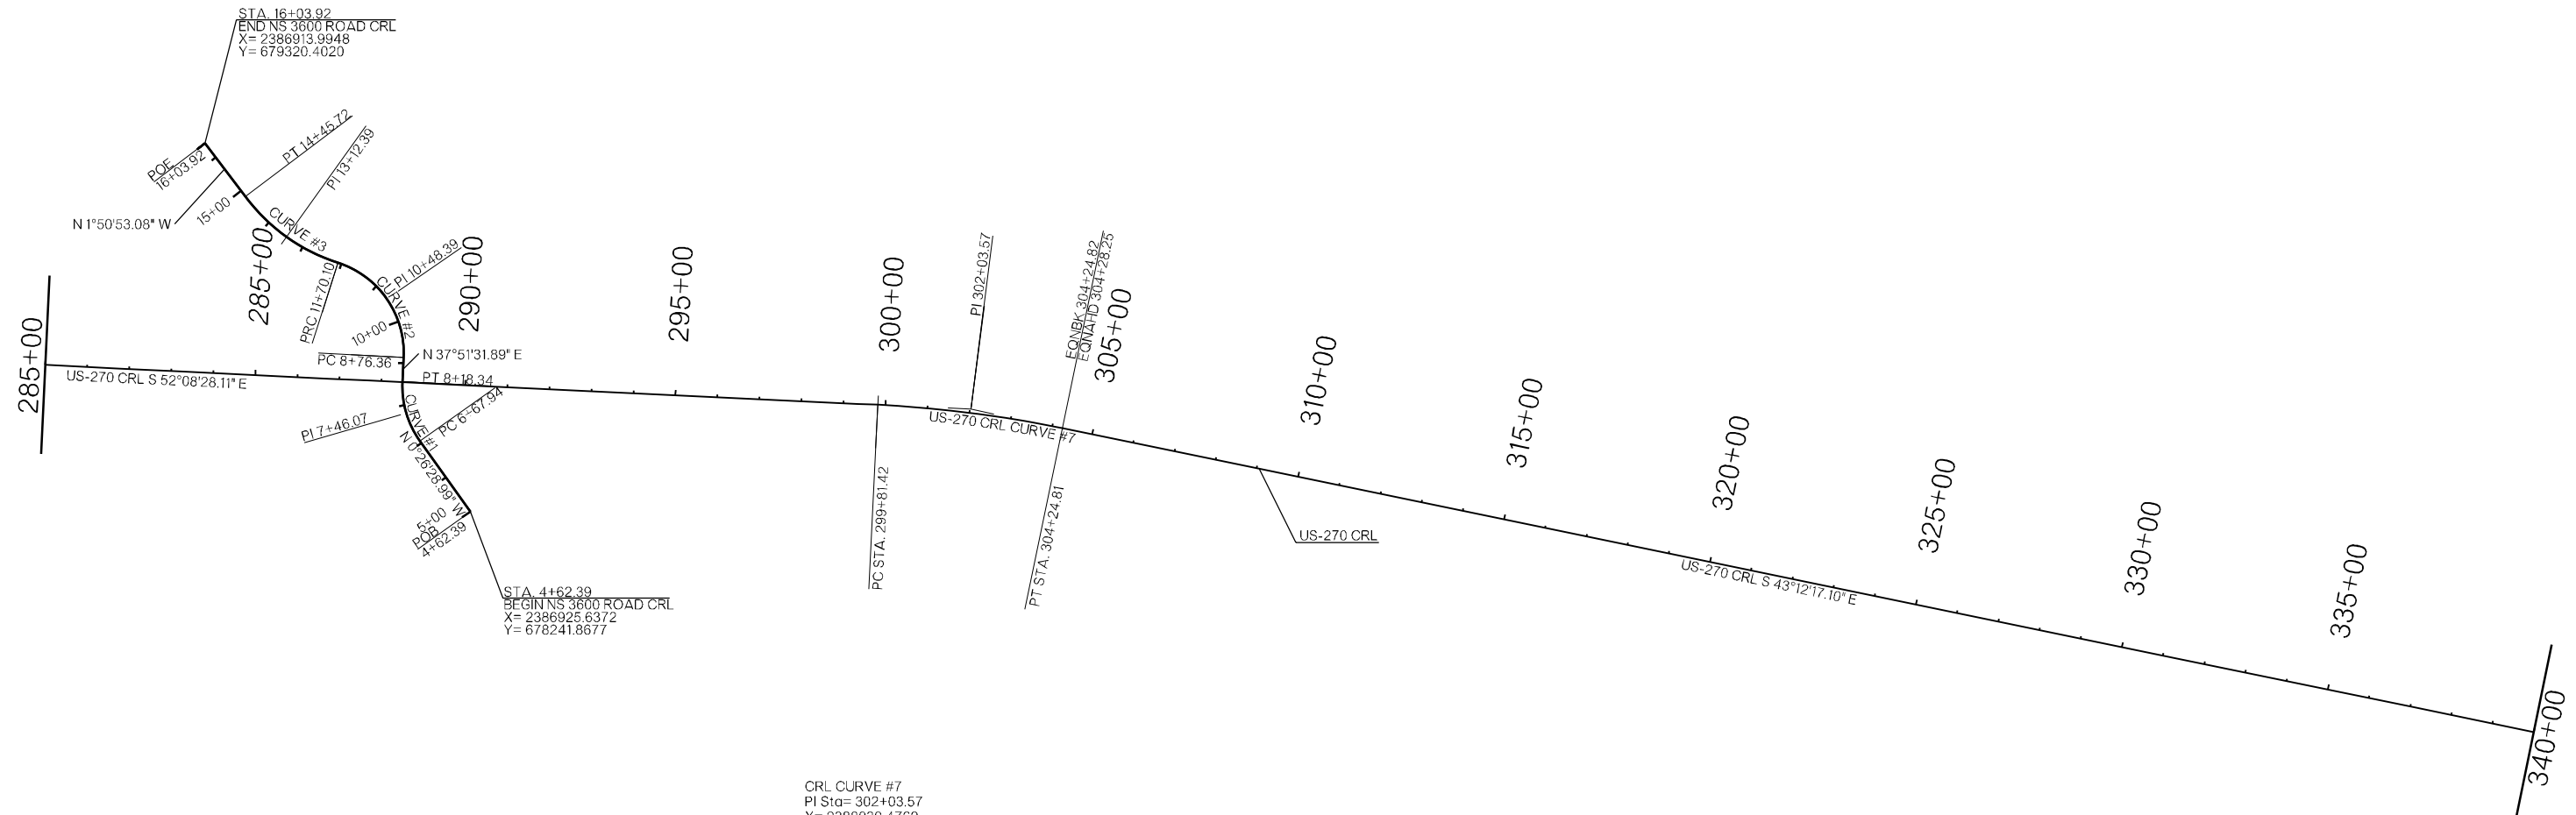 STA. 16+03.92
END NS 3600 ROAD CRL
X= 2386913.9948
Y= 679320.4020
POE
16+03.92
PT 14+45.72
PI 13+12.39
N 1°50'53.08" W
15+00
CURVE #3
285+00
PRC 11+70.10
PI 10+48.39
CURVE #2
10+00
290+00
295+00
300+00
PI 302+03.57
EQNBK 304+24.82
EQNAHD 304+28.25
305+00
310+00
315+00
320+00
325+00
330+00
335+00
340+00
285+00
US-270 CRL S 52°08'28.11" E
PC 8+76.36
N 37°51'31.89" E
PT 8+18.34
PI 7+46.07
CURVE #1
PC 6+67.94
N 0°26'28.99" W
5+00
POB
4+62.39
STA. 4+62.39
BEGIN NS 3600 ROAD CRL
X= 2386925.6372
Y= 678241.8677
US-270 CRL CURVE #7
PC STA. 299+81.42
PT STA. 304+24.81
US-270 CRL
US-270 CRL S 43°12'17.10" E
CRL CURVE #7
PI Sta= 302+03.57